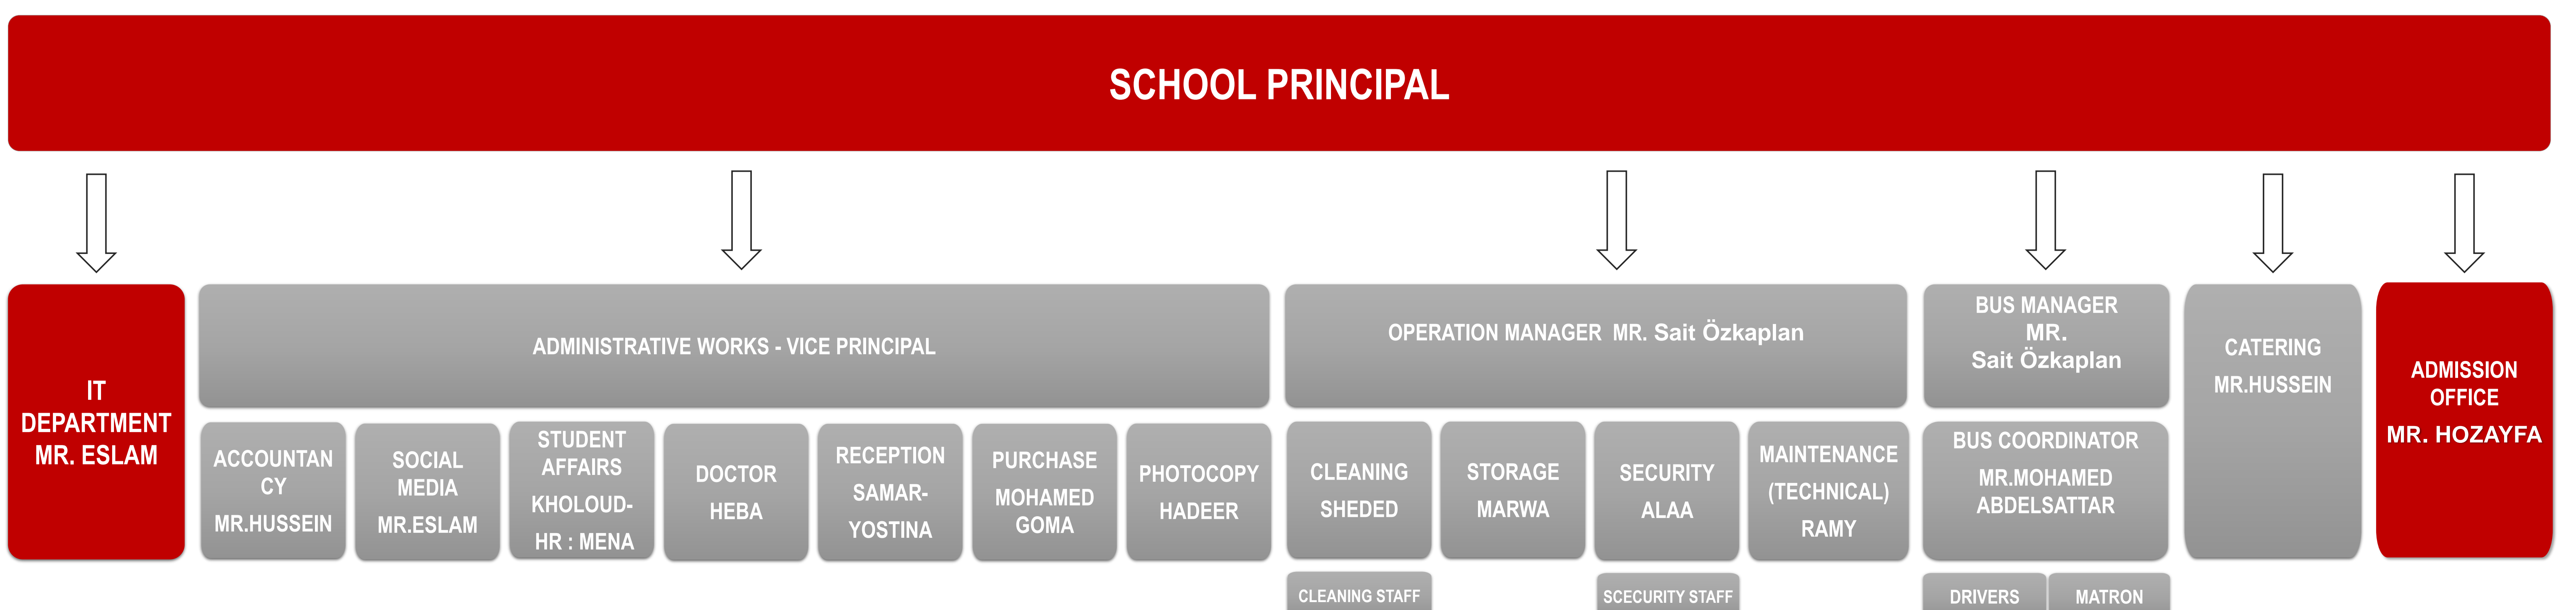 SCHOOL PRINCIPAL
IT
DEPARTMENT
MR. ESLAM
ADMINISTRATIVE WORKS - VICE PRINCIPAL
ACCOUNTAN
CY
MR.HUSSEIN
SOCIAL
MEDIA
MR.ESLAM
STUDENT
AFFAIRS
KHOLOUD-
HR : MENA
DOCTOR
HEBA
RECEPTION
SAMAR-
YOSTINA
PURCHASE
MOHAMED
GOMA
PHOTOCOPY
HADEER
OPERATION MANAGER  MR. Sait Özkaplan
CLEANING
SHEDED
CLEANING STAFF
STORAGE
MARWA
SECURITY
ALAA
SCECURITY STAFF
MAINTENANCE
(TECHNICAL)
RAMY
BUS MANAGER
MR.
Sait Özkaplan
BUS COORDINATOR
MR.MOHAMED
ABDELSATTAR
DRIVERS
MATRON
CATERING
MR.HUSSEIN
ADMISSION
OFFICE
MR. HOZAYFA